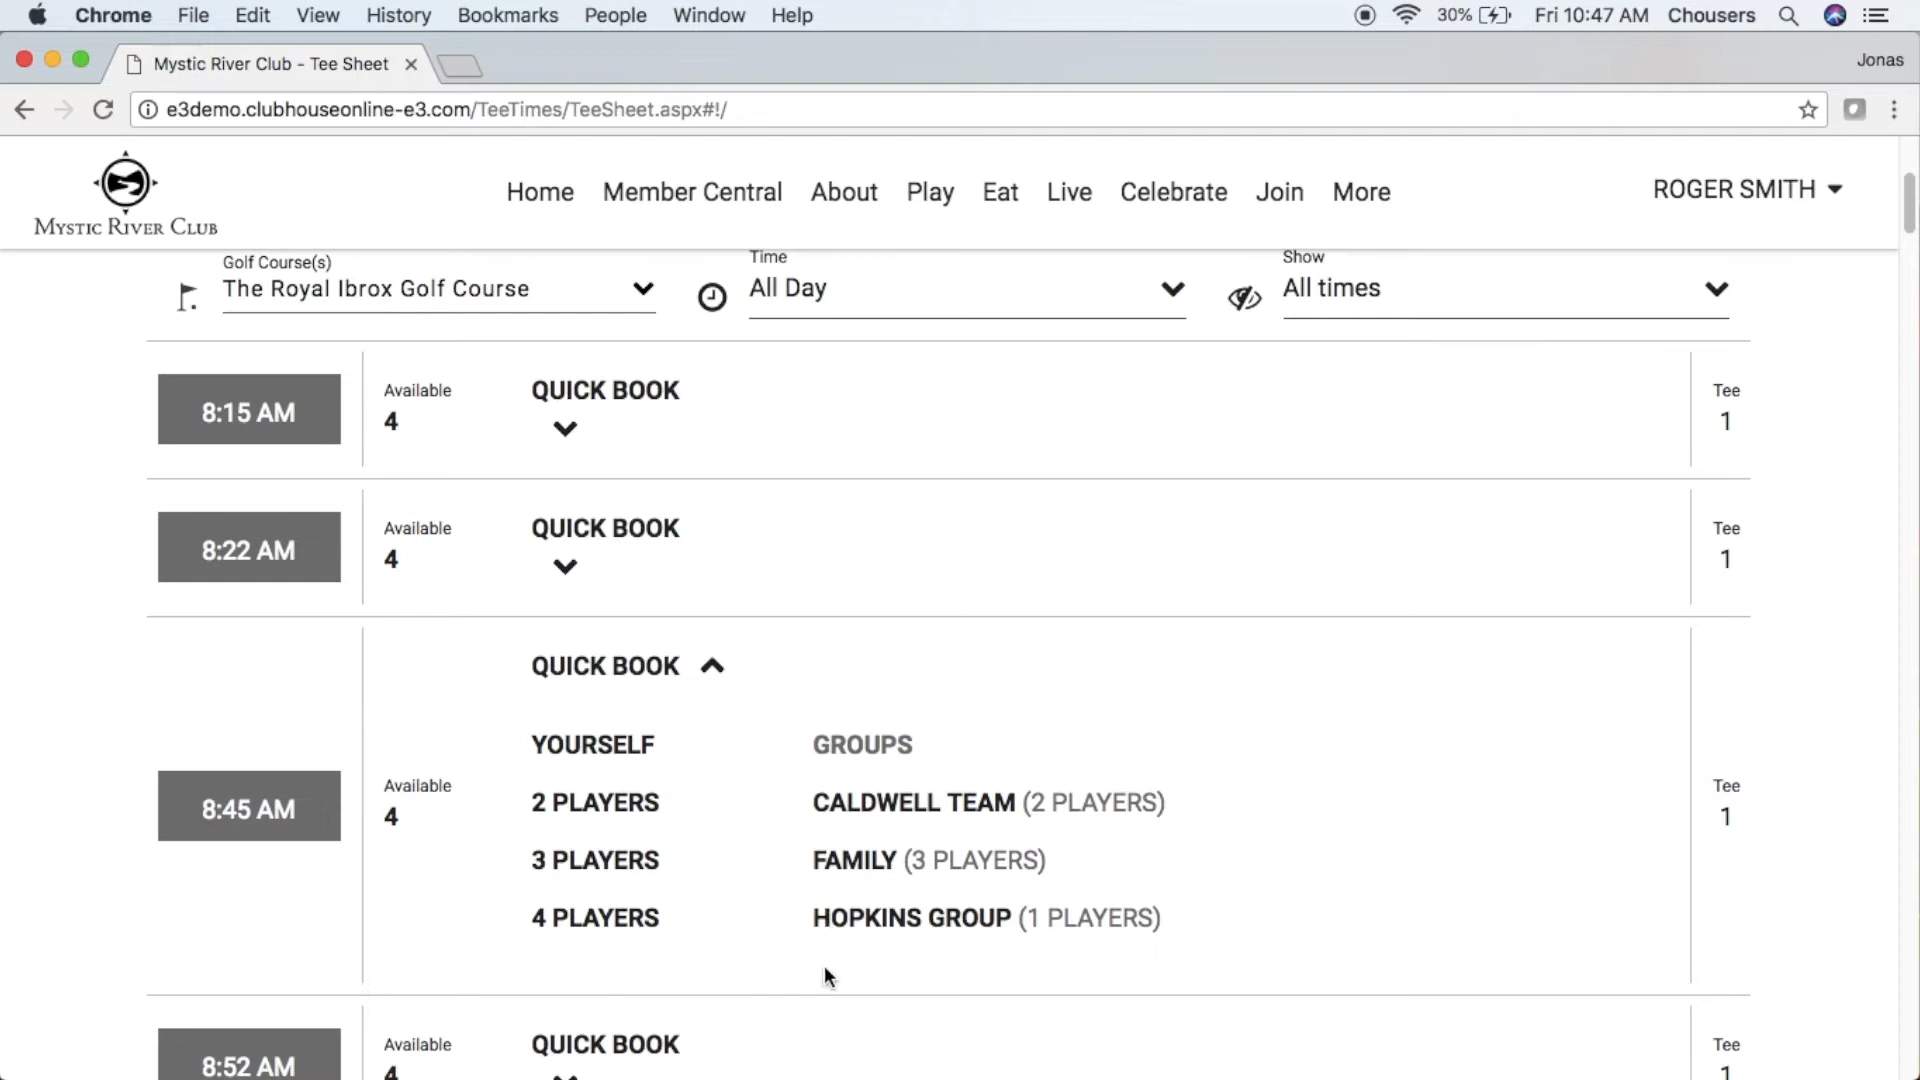 Chrome File Edit View History Bookmarks People Window Help 30% Fri 10:47 AM Chousers
Mystic River Club - Tee Sheet Jonas
e3demo.clubhouseonline-e3.com/TeeTimes/TeeSheet.aspx#!/
MYSTIC RIVER CLUB
Home Member Central About Play Eat Live Celebrate Join More ROGER SMITH
Golf Course(s) Time Show
The Royal Ibrox Golf Course All Day All times
8:15 AM Available 4 QUICK BOOK Tee 1
8:22 AM Available 4 QUICK BOOK Tee 1
QUICK BOOK
YOURSELF GROUPS
8:45 AM Available 4 Tee 1
2 PLAYERS CALDWELL TEAM (2 PLAYERS)
3 PLAYERS FAMILY (3 PLAYERS)
4 PLAYERS HOPKINS GROUP (1 PLAYERS)
8:52 AM Available 4 QUICK BOOK Tee 1